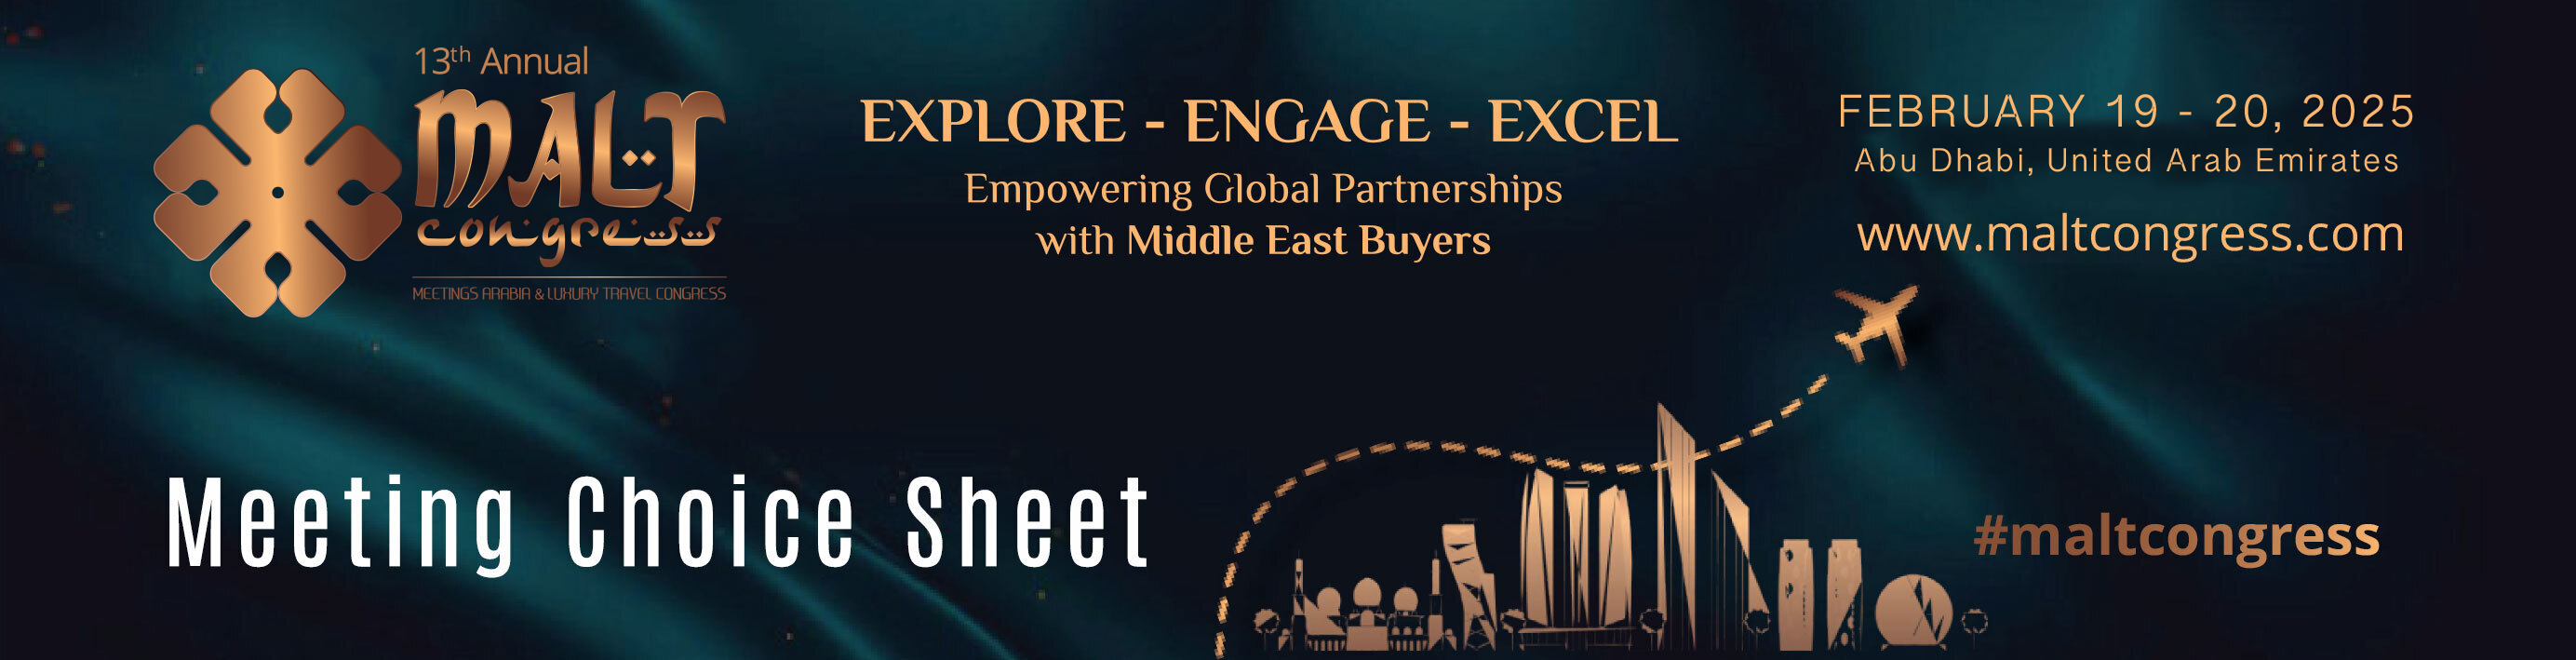 13th Annual
MALT
congress
MEETINGS ARABIA & LUXURY TRAVEL CONGRESS
EXPLORE - ENGAGE - EXCEL
Empowering Global Partnerships
with Middle East Buyers
FEBRUARY 19 - 20, 2025
Abu Dhabi, United Arab Emirates
www.maltcongress.com
Meeting Choice Sheet
#maltcongress